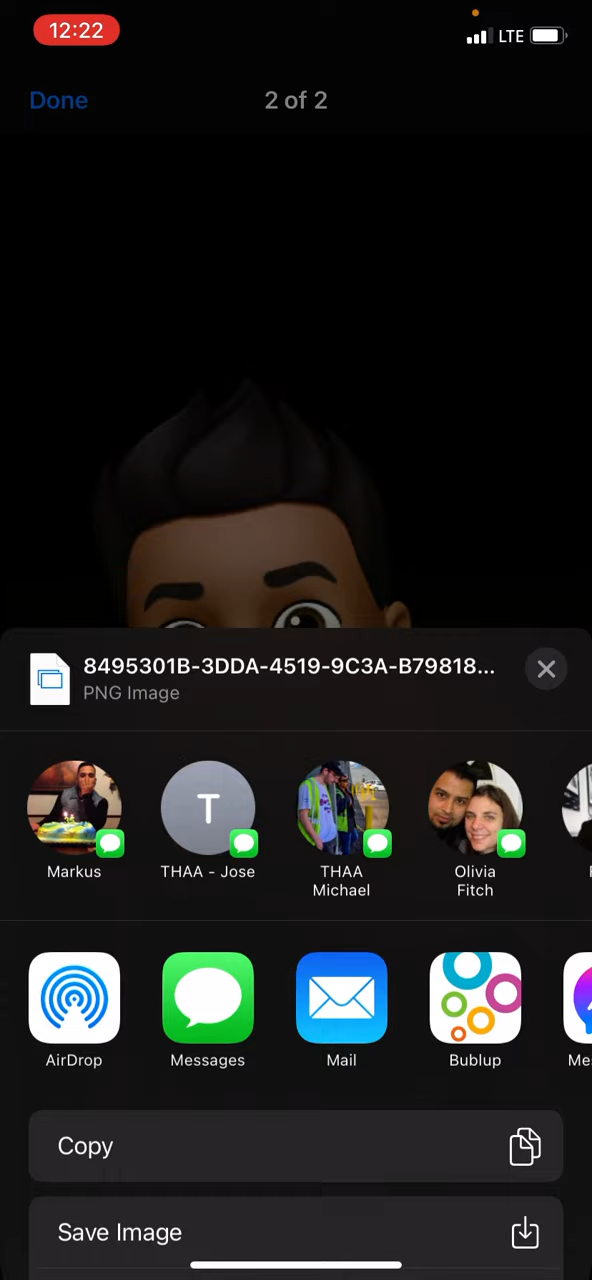 12:22
LTE
Done
2 of 2
8495301B-3DDA-4519-9C3A-B79818...
PNG Image
T
Markus
THAA - Jose
THAA
Michael
Olivia
Fitch
AirDrop
Messages
Mail
Bublup
Me
Copy
Save Image